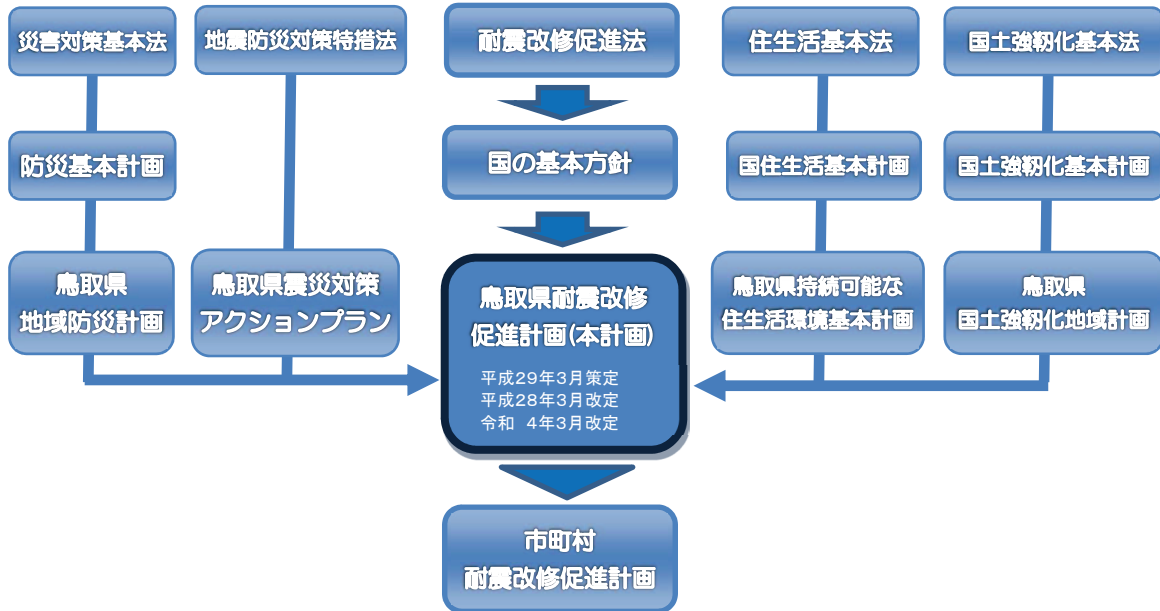 災害対策基本法
地震防災対策特措法
耐震改修促進法
住生活基本法
国土強靭化基本法
防災基本計画
国の基本方針
国住生活基本計画
国土強靭化基本計画
鳥取県
地域防災計画
鳥取県震災対策
アクションプラン
鳥取県耐震改修
促進計画(本計画)
平成29年3月策定
平成28年3月改定
令和 4年3月改定
鳥取県持続可能な
住生活環境基本計画
鳥取県
国土強靭化地域計画
市町村
耐震改修促進計画